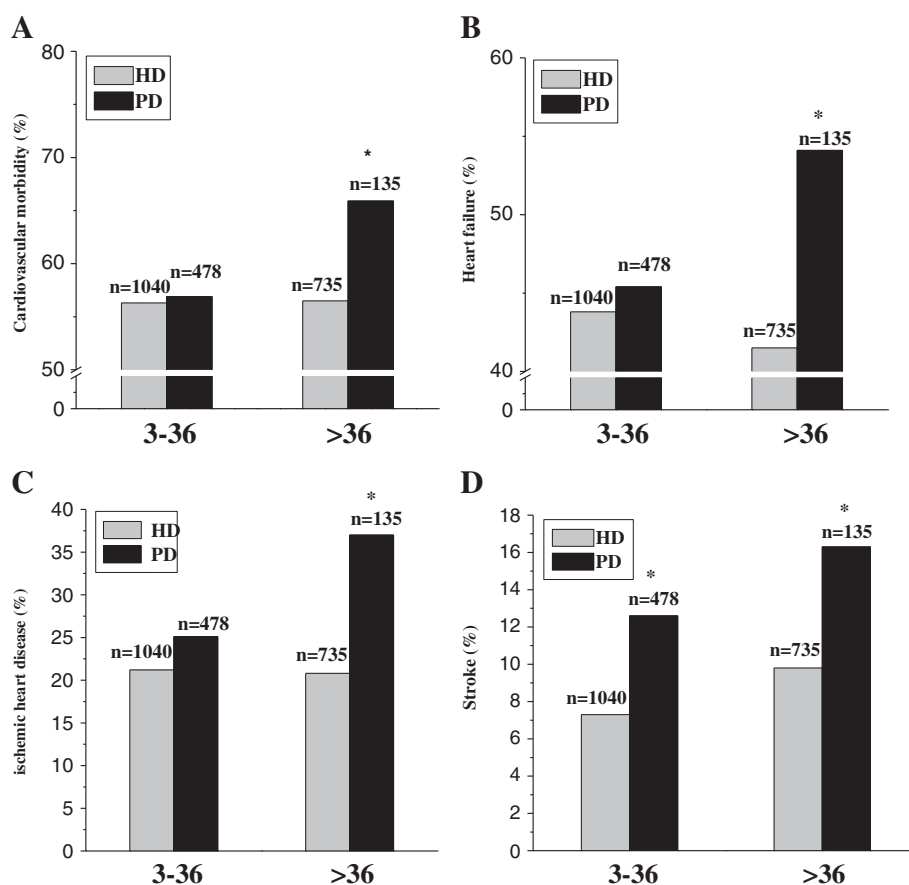 A
Cardiovascular morbidity (%)
80
70
60
50
0
HD
PD
n=1040
n=478
n=735
*
n=135
3-36
>36
B
Heart failure (%)
60
50
40
0
HD
PD
n=1040
n=478
n=735
*
n=135
3-36
>36
C
ischemic heart disease (%)
40
35
30
25
20
15
10
5
0
HD
PD
n=1040
n=478
n=735
*
n=135
3-36
>36
D
Stroke (%)
18
16
14
12
10
8
6
4
2
0
HD
PD
n=1040
*
n=478
n=735
*
n=135
3-36
>36